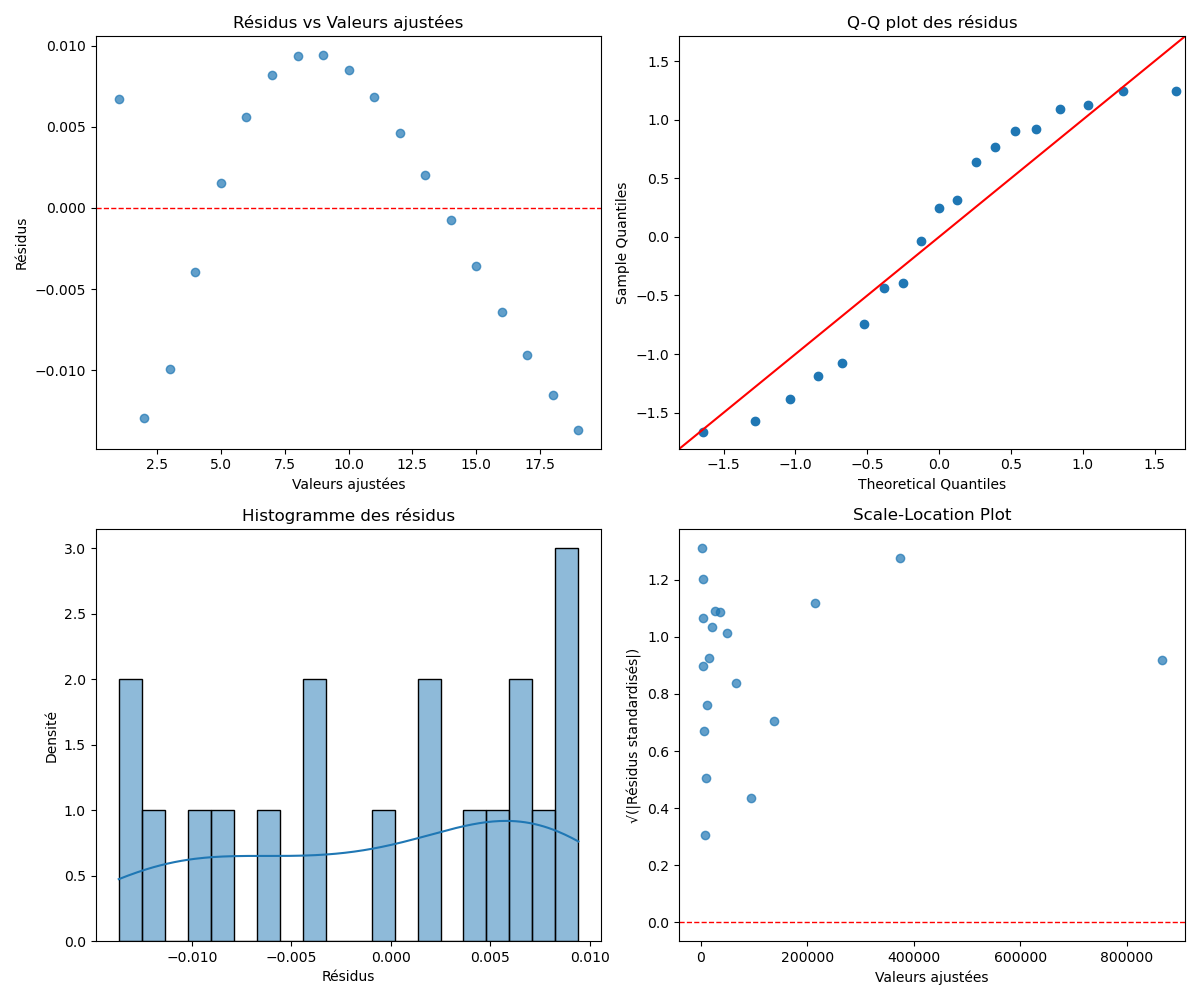 Résidus vs Valeurs ajustées
0.010
0.005
0.000
−0.005
−0.010
Résidus
2.5 5.0 7.5 10.0 12.5 15.0 17.5
Valeurs ajustées
Q-Q plot des résidus
1.5
1.0
0.5
0.0
−0.5
−1.0
−1.5
Sample Quantiles
−1.5 −1.0 −0.5 0.0 0.5 1.0 1.5
Theoretical Quantiles
Histogramme des résidus
3.0
2.5
2.0
1.5
1.0
0.5
0.0
Densité
−0.010 −0.005 0.000 0.005 0.010
Résidus
Scale-Location Plot
1.2
1.0
0.8
0.6
0.4
0.2
0.0
√(|Résidus standardisés|)
0 200000 400000 600000 800000
Valeurs ajustées